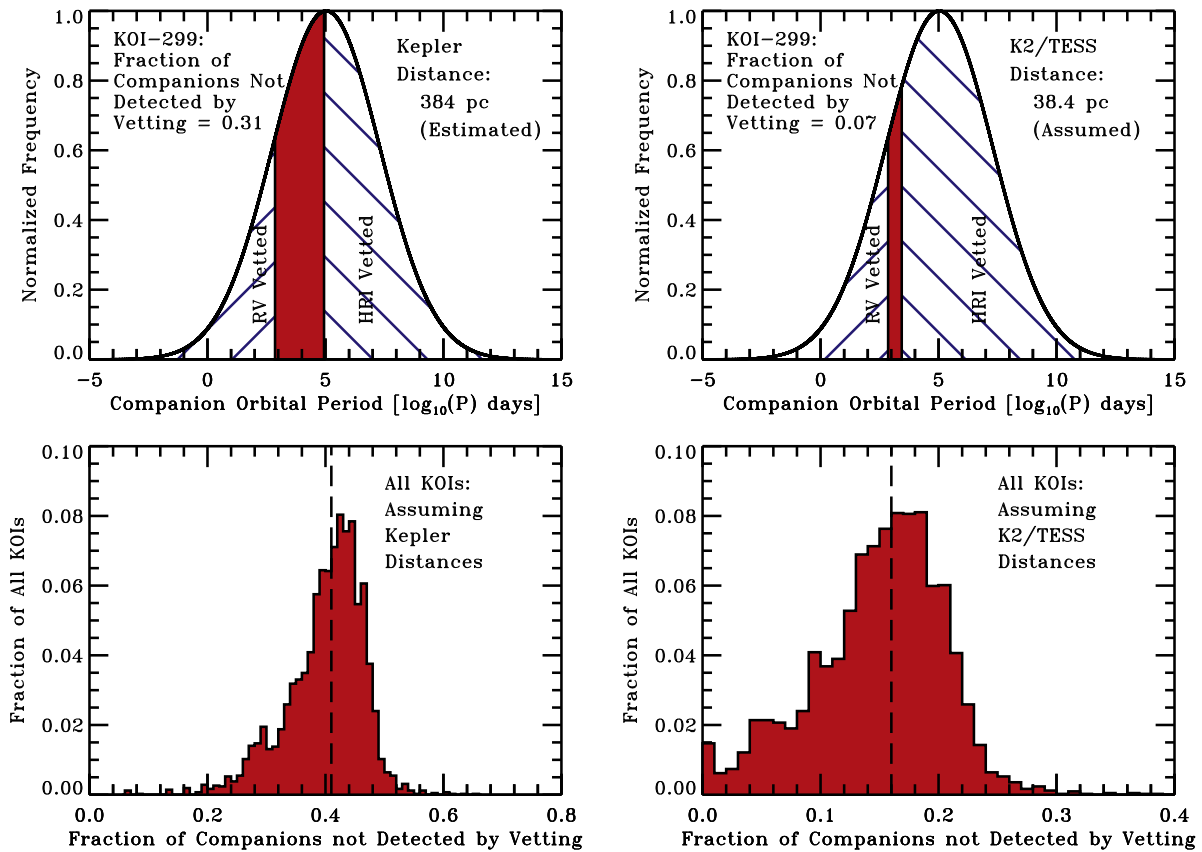 KOI-299:
Fraction of
Companions Not
Detected by
Vetting = 0.31
Kepler
Distance:
384 pc
(Estimated)
RV Vetted
HRI Vetted
Normalized Frequency
1.0
0.8
0.6
0.4
0.2
0.0
-5 0 5 10 15
Companion Orbital Period [log10(P) days]
KOI-299:
Fraction of
Companions Not
Detected by
Vetting = 0.07
K2/TESS
Distance:
38.4 pc
(Assumed)
RV Vetted
HRI Vetted
Normalized Frequency
1.0
0.8
0.6
0.4
0.2
0.0
-5 0 5 10 15
Companion Orbital Period [log10(P) days]
All KOIs:
Assuming
Kepler
Distances
Fraction of All KOIs
0.10
0.08
0.06
0.04
0.02
0.00
0.0 0.2 0.4 0.6 0.8
Fraction of Companions not Detected by Vetting
All KOIs:
Assuming
K2/TESS
Distances
Fraction of All KOIs
0.10
0.08
0.06
0.04
0.02
0.00
0.0 0.1 0.2 0.3 0.4
Fraction of Companions not Detected by Vetting